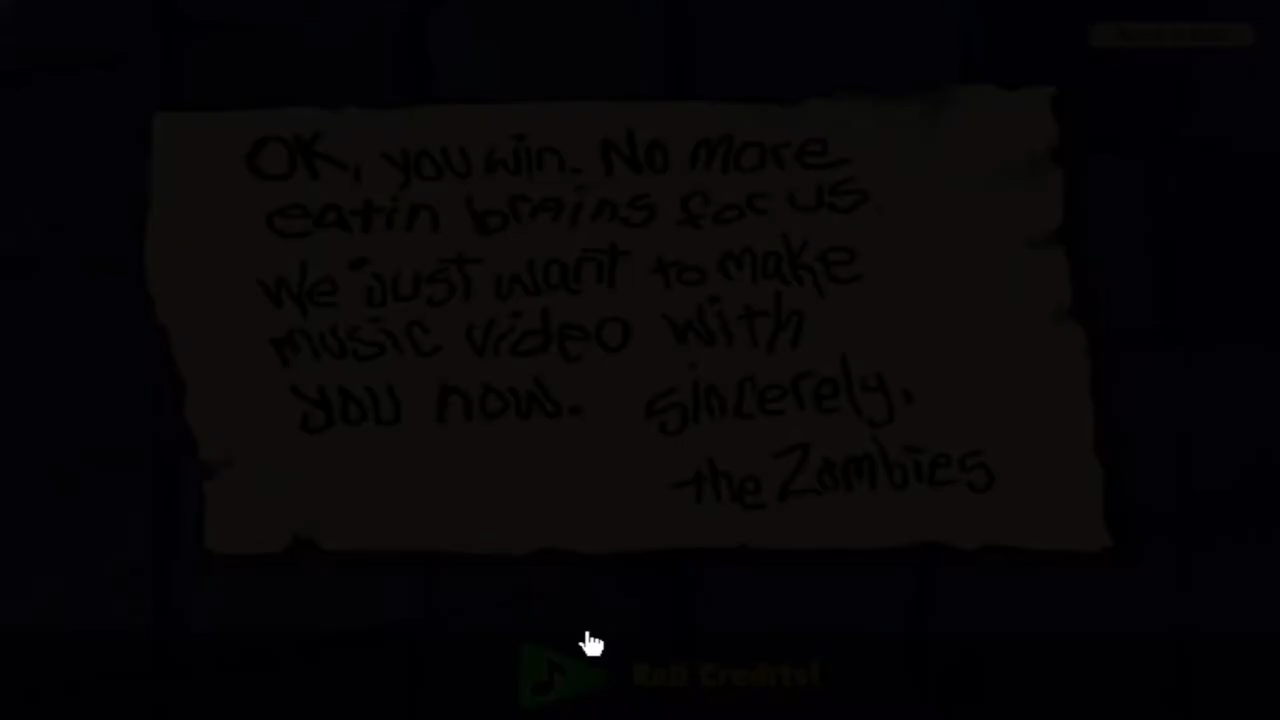 OK, you win. No more
eatin brains for us.
We just want to make
music video with
you now. sincerely,
the Zombies
Roll Credits!